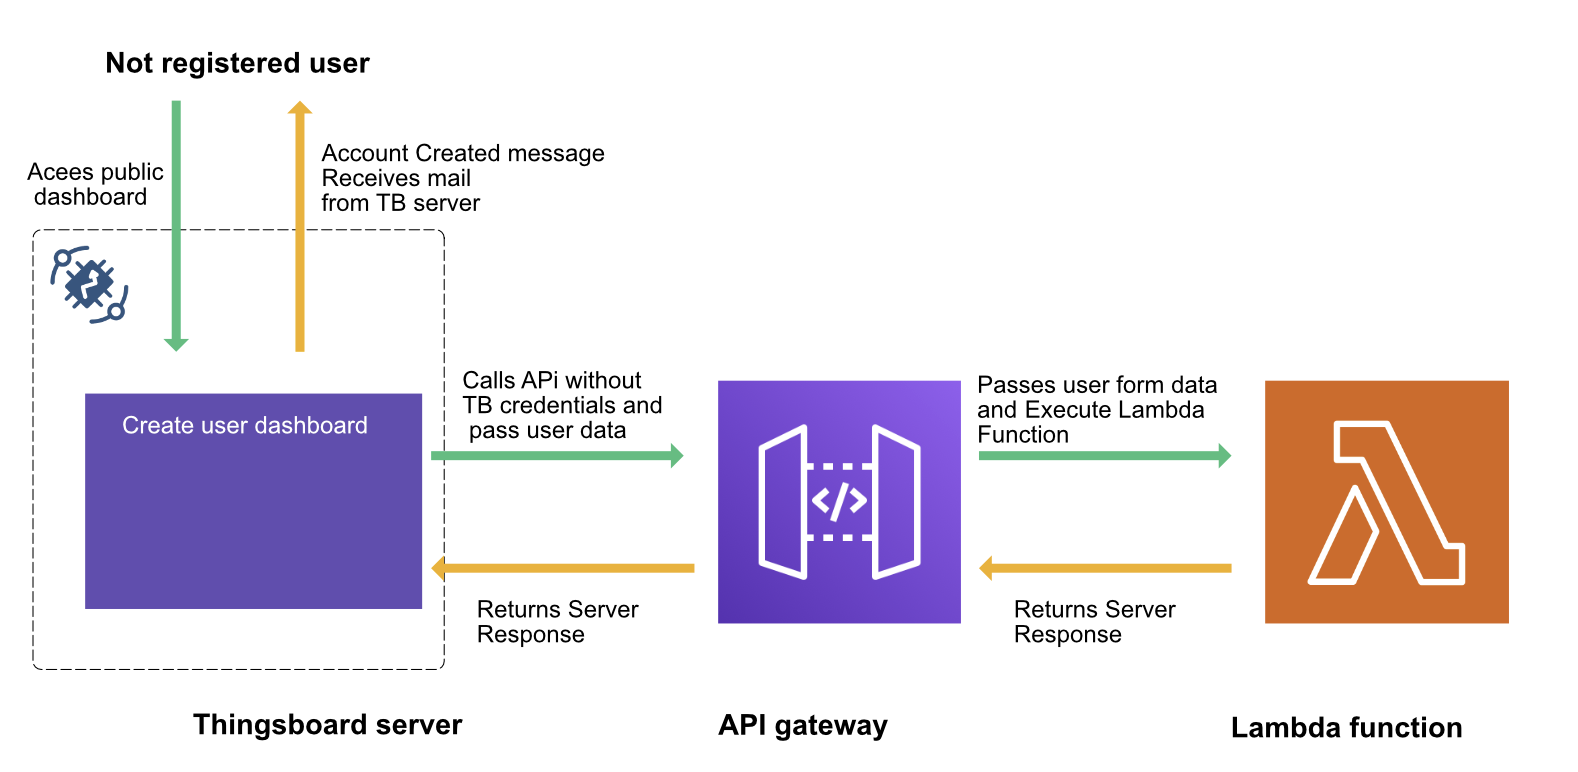 Not registered user
Acees public
dashboard
Account Created message
Receives mail
from TB server
Create user dashboard
Calls APi without
TB credentials and
pass user data
Passes user form data
and Execute Lambda
Function
</>
Returns Server
Response
Returns Server
Response
Thingsboard server
API gateway
Lambda function